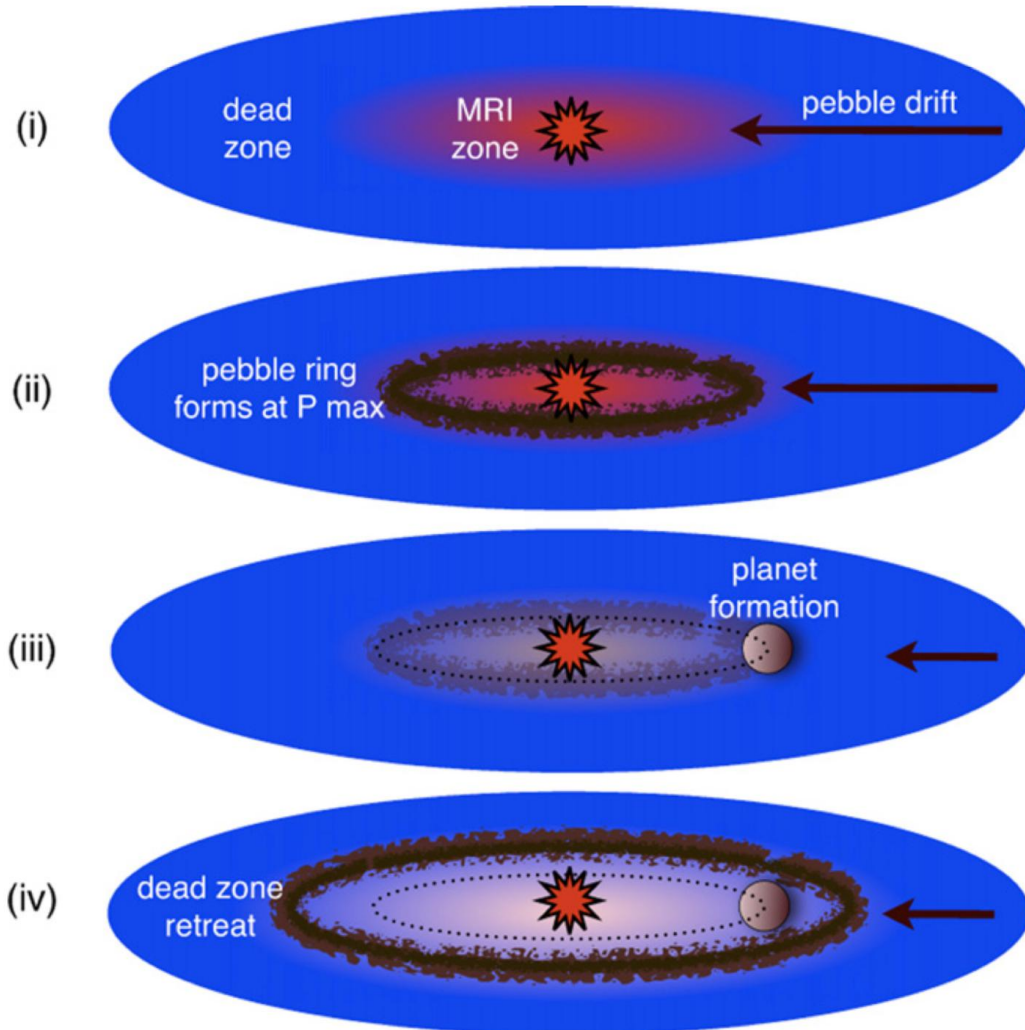 (i)
dead
zone
MRI
zone
pebble drift
(ii)
pebble ring
forms at P max
(iii)
planet
formation
(iv)
dead zone
retreat